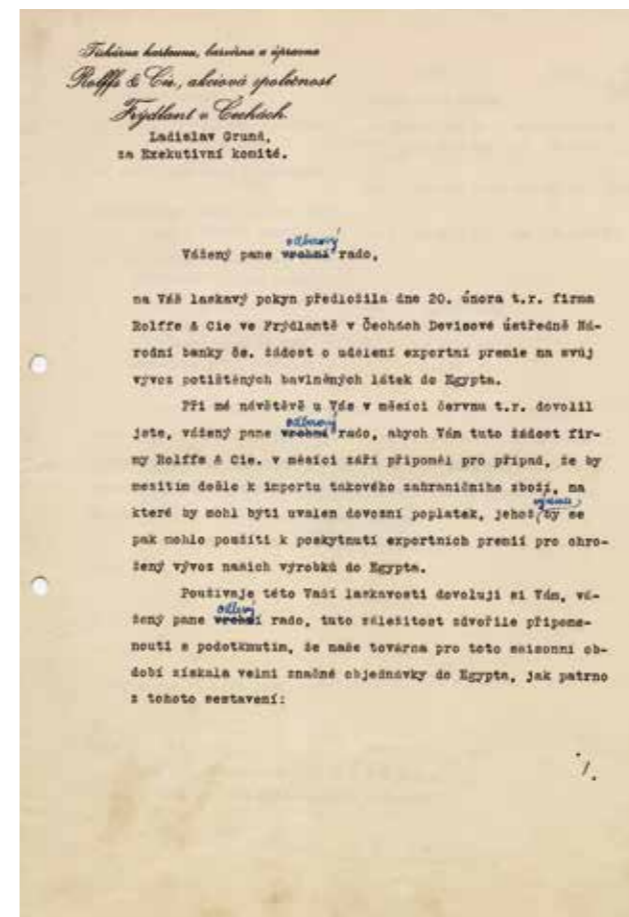 Tiskárna kartounu, barvírna a úpravna
Rolffs & Cie, akciová společnost
Frýdlant v Čechách.
Ladislav Grund,
za Exekutivní komité.
odborový
Vážený pane vrchní rado,
na Váš laskavý pokyn předložila dne 20. února t.r. firma
Rolffs & Cie ve Frýdlantě v Čechách Devisové ústředně Ná-
rodní banky čs. žádost o udělení exportní premie na svůj
vývoz potištěných bavlněných látek do Egypta.
Při mé návštěvě u Vás v měsíci červnu t.r. dovolil
odborový
jste, vážený pane vrchní rado, abych Vám tuto žádost fir-
my Rolffs & Cie. v měsíci září připoměl pro případ, že by
mezitím došlo k importu takového zahraničního zboží, na
které by mohl býti uvalen dovozní poplatek, jehož by se
pak mohlo použíti k poskytnutí exportních premií pro ohro-
žený vývoz našich výrobků do Egypta.
Používaje této Vaší laskavosti dovoluji si Vám, vá-
žený pane vrchní rado, tuto záležitost zdvořile připome-
nouti s podotknutím, že naše továrna pro toto saisonní ob-
dobí získala velmi značné objednávky do Egypta, jak patrno
z tohoto sestavení:
./.